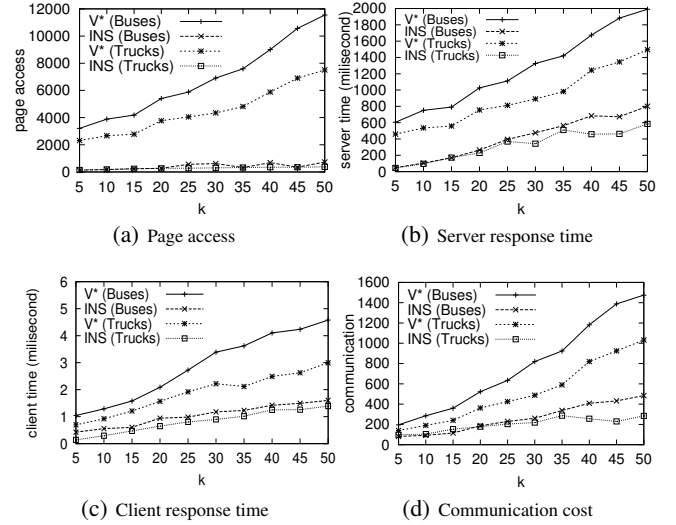 12000
10000
8000
6000
4000
2000
0
page access
V* (Buses)
INS (Buses)
V* (Trucks)
INS (Trucks)
5 10 15 20 25 30 35 40 45 50
k
(a) Page access
2000
1800
1600
1400
1200
1000
800
600
400
200
0
server time (milisecond)
V* (Buses)
INS (Buses)
V* (Trucks)
INS (Trucks)
5 10 15 20 25 30 35 40 45 50
k
(b) Server response time
6
5
4
3
2
1
0
client time (milisecond)
V* (Buses)
INS (Buses)
V* (Trucks)
INS (Trucks)
5 10 15 20 25 30 35 40 45 50
k
(c) Client response time
1600
1400
1200
1000
800
600
400
200
0
communication
V* (Buses)
INS (Buses)
V* (Trucks)
INS (Trucks)
5 10 15 20 25 30 35 40 45 50
k
(d) Communication cost